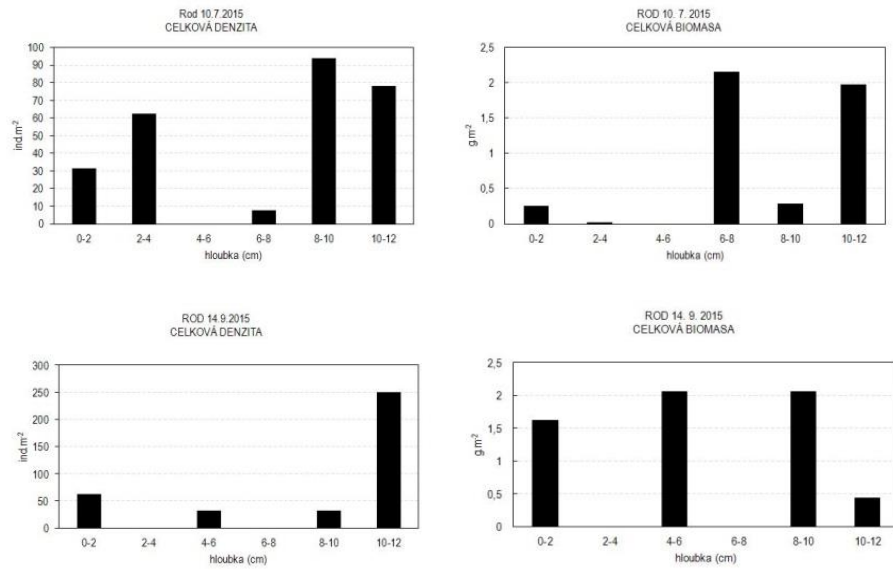 Rod 10.7.2015
CELKOVÁ DENZITA
ind.m-2
100
90
80
70
60
50
40
30
20
10
0
0-2 2-4 4-6 6-8 8-10 10-12
hloubka (cm)
ROD 10. 7. 2015
CELKOVÁ BIOMASA
g.m-2
2,5
2
1,5
1
0,5
0
0-2 2-4 4-6 6-8 8-10 10-12
hloubka (cm)
ROD 14.9.2015
CELKOVÁ DENZITA
ind.m-2
300
250
200
150
100
50
0
0-2 2-4 4-6 6-8 8-10 10-12
hloubka (cm)
ROD 14. 9. 2015
CELKOVÁ BIOMASA
g.m-2
2,5
2
1,5
1
0,5
0
0-2 2-4 4-6 6-8 8-10 10-12
hloubka (cm)